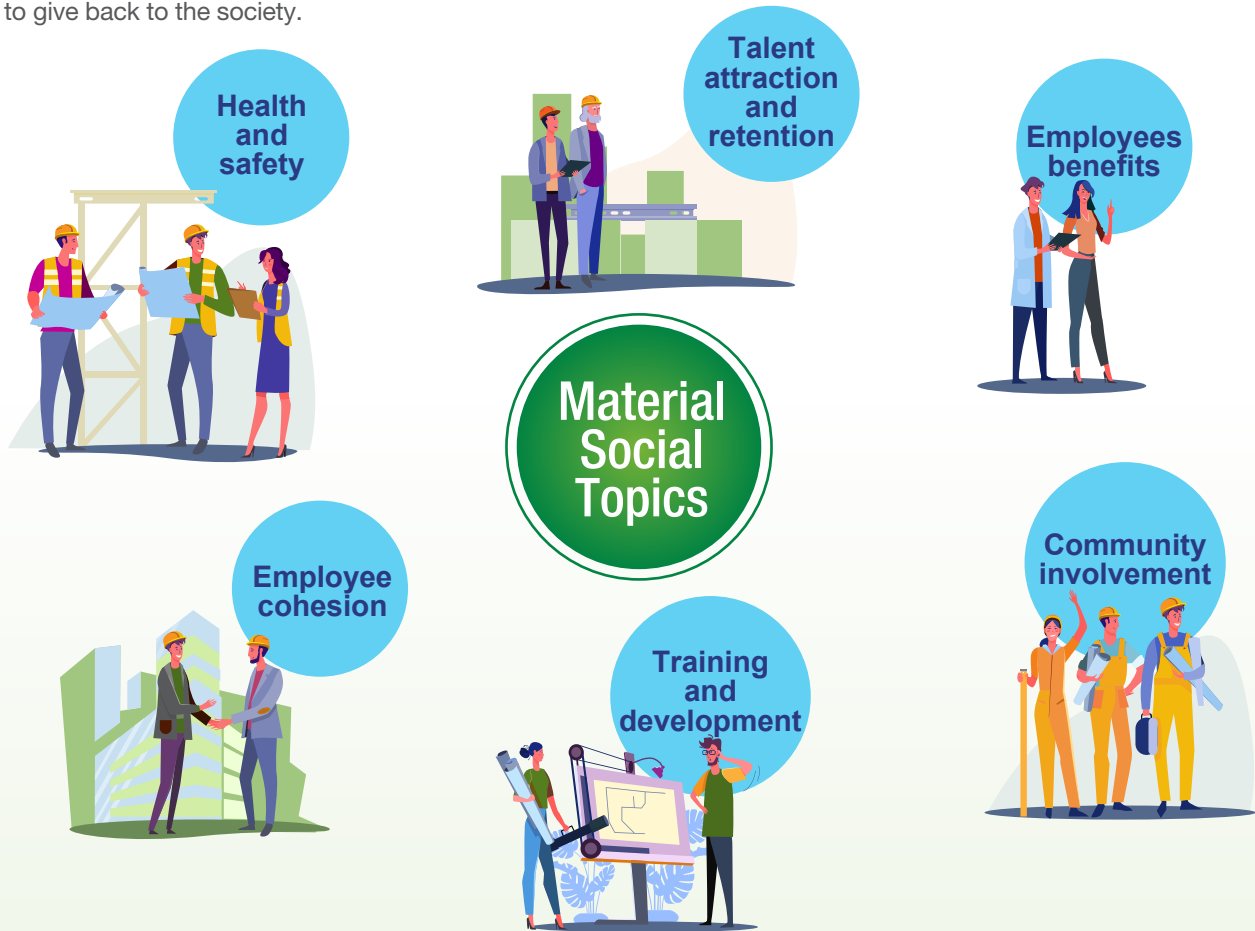 to give back to the society.
Health
and
safety
Talent
attraction
and
retention
Employees
benefits
Material
Social
Topics
Employee
cohesion
Training
and
development
Community
involvement